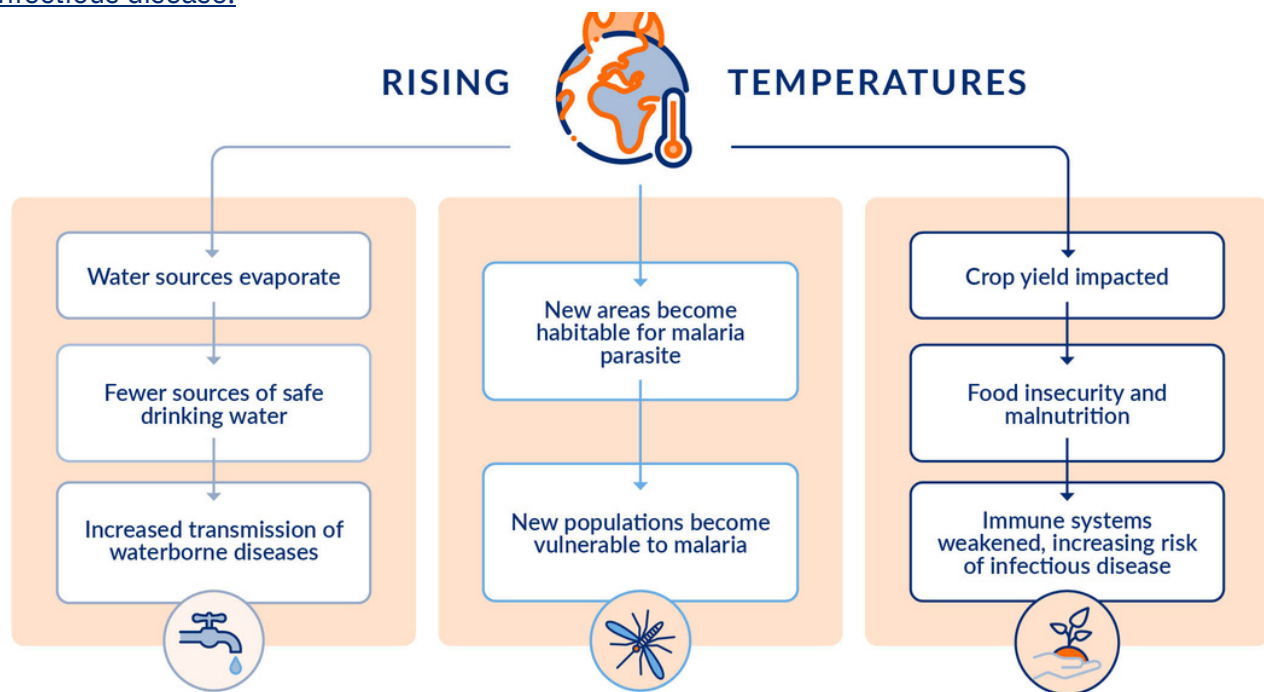 infectious disease.
RISING TEMPERATURES
Water sources evaporate
Fewer sources of safe
drinking water
Increased transmission of
waterborne diseases
New areas become
habitable for malaria
parasite
New populations become
vulnerable to malaria
Crop yield impacted
Food insecurity and
malnutrition
Immune systems
weakened, increasing risk
of infectious disease